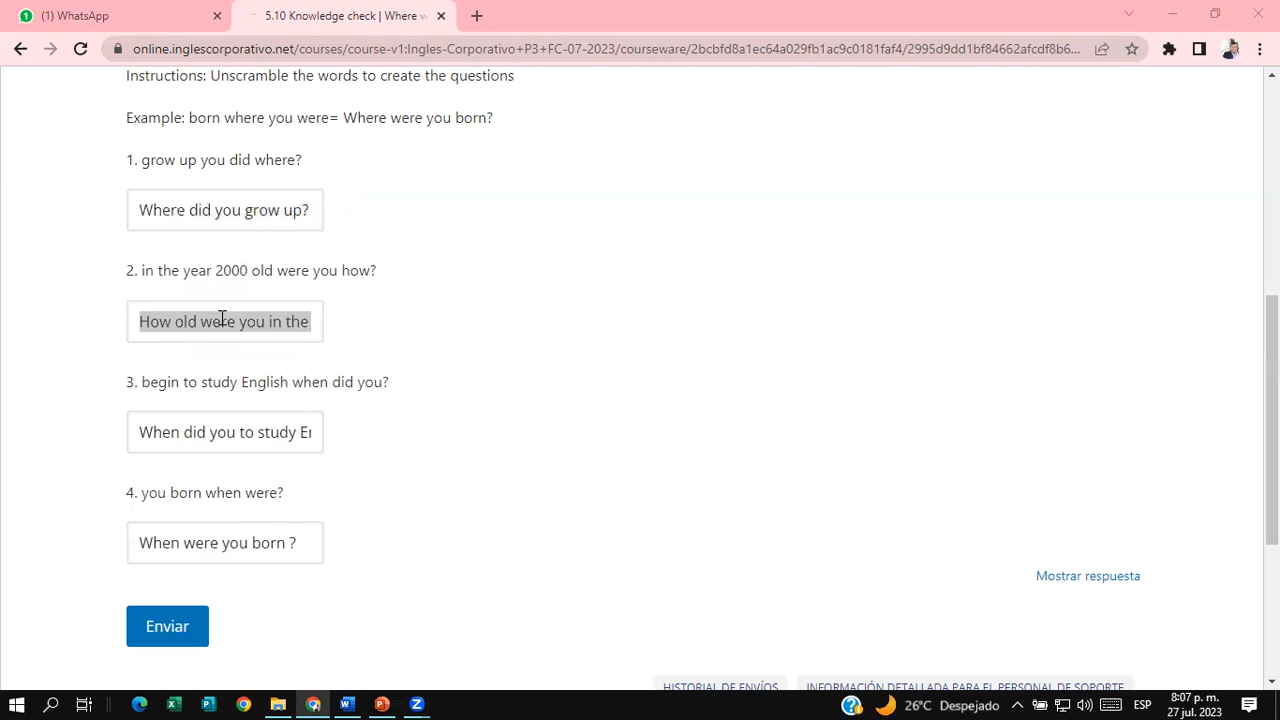 (1) WhatsApp
5.10 Knowledge check | Where w
online.inglescorporativo.net/courses/course-v1:Ingles-Corporativo+P3+FC-07-2023/courseware/2bcbfd8a1ec64a029fb1ac9c0181faf4/2995d9dd1bf84662afcdf8b6...
Instructions: Unscramble the words to create the questions
Example: born where you were= Where were you born?
1. grow up you did where?
Where did you grow up?
2. in the year 2000 old were you how?
How old were you in the
3. begin to study English when did you?
When did you to study En
4. you born when were?
When were you born ?
Mostrar respuesta
Enviar
HISTORIAL DE ENVÍOS
INFORMACIÓN DETALLADA PARA EL PERSONAL DE SOPORTE
26°C Despejado
ESP
8:07 p. m.
27 jul. 2023